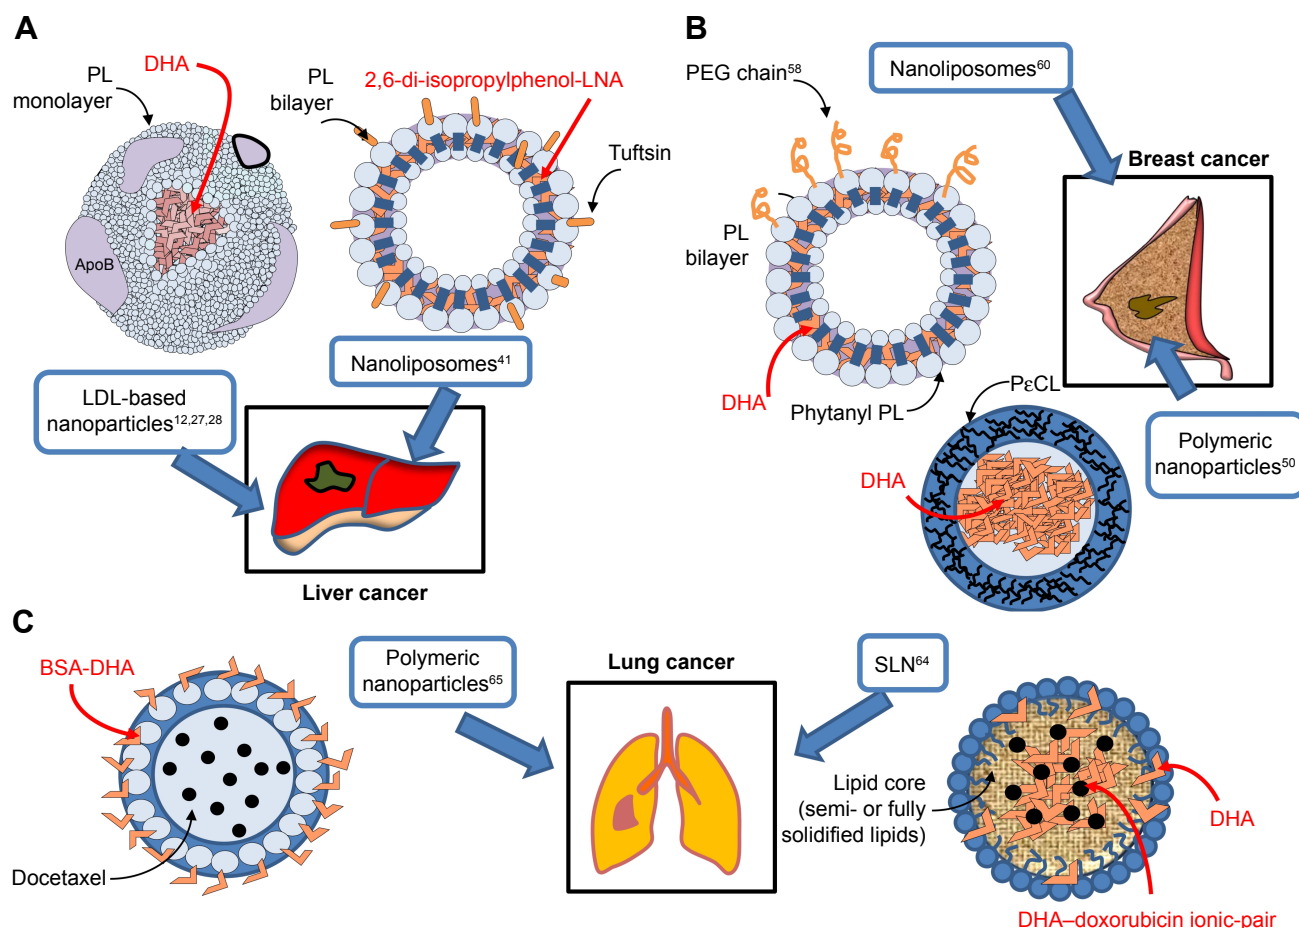 A
DHA
PL
monolayer
PL
bilayer
2,6-di-isopropylphenol-LNA
Tuftsin
ApoB
Nanoliposomes41
LDL-based
nanoparticles12,27,28
Liver cancer
B
PEG chain58
Nanoliposomes60
Breast cancer
PL
bilayer
DHA
Phytanyl PL
PεCL
Polymeric
nanoparticles50
DHA
C
BSA-DHA
Docetaxel
Polymeric
nanoparticles65
Lung cancer
SLN64
Lipid core
(semi- or fully
solidified lipids)
DHA
DHA–doxorubicin ionic-pair